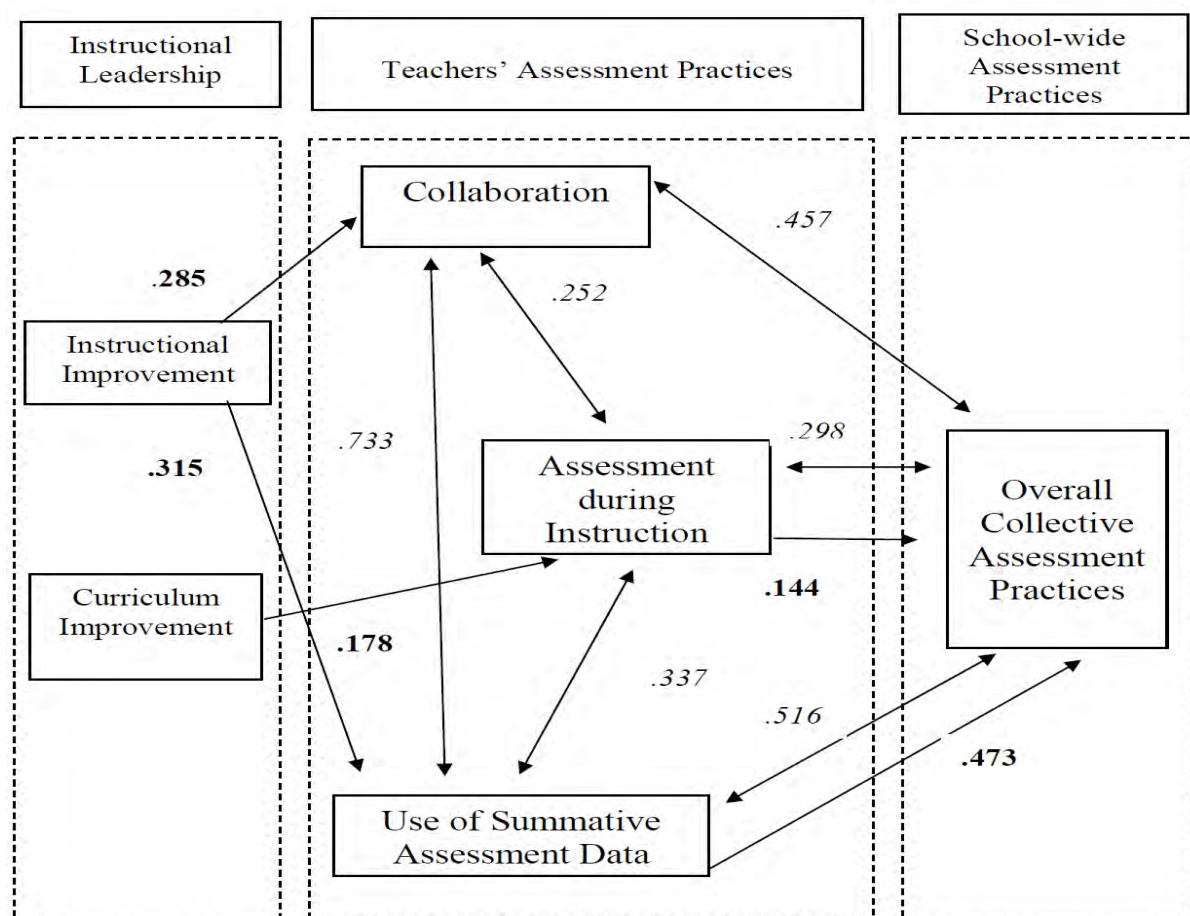 Instructional
Leadership
Teachers’ Assessment Practices
School-wide
Assessment
Practices
Collaboration
.457
.285
.252
Instructional
Improvement
.733
.298
.315
Assessment
during
Instruction
Overall
Collective
Assessment
Practices
Curriculum
Improvement
.144
.178
.337
.516
.473
Use of Summative
Assessment Data